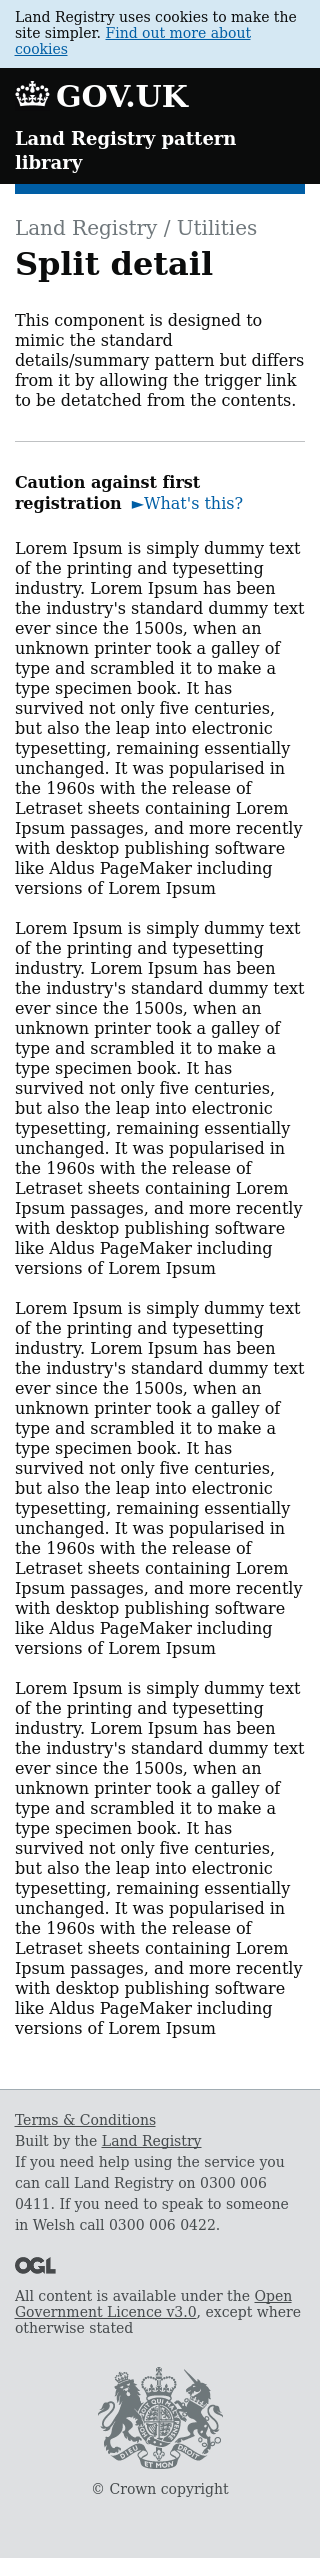 Land Registry uses cookies to make the
site simpler. Find out more about
cookies
GOV.UK
Land Registry pattern
library
Land Registry / Utilities
Split detail
This component is designed to
mimic the standard
details/summary pattern but differs
from it by allowing the trigger link
to be detatched from the contents.
Caution against first
registration ►What's this?
Lorem Ipsum is simply dummy text
of the printing and typesetting
industry. Lorem Ipsum has been
the industry's standard dummy text
ever since the 1500s, when an
unknown printer took a galley of
type and scrambled it to make a
type specimen book. It has
survived not only five centuries,
but also the leap into electronic
typesetting, remaining essentially
unchanged. It was popularised in
the 1960s with the release of
Letraset sheets containing Lorem
Ipsum passages, and more recently
with desktop publishing software
like Aldus PageMaker including
versions of Lorem Ipsum
Lorem Ipsum is simply dummy text
of the printing and typesetting
industry. Lorem Ipsum has been
the industry's standard dummy text
ever since the 1500s, when an
unknown printer took a galley of
type and scrambled it to make a
type specimen book. It has
survived not only five centuries,
but also the leap into electronic
typesetting, remaining essentially
unchanged. It was popularised in
the 1960s with the release of
Letraset sheets containing Lorem
Ipsum passages, and more recently
with desktop publishing software
like Aldus PageMaker including
versions of Lorem Ipsum
Lorem Ipsum is simply dummy text
of the printing and typesetting
industry. Lorem Ipsum has been
the industry's standard dummy text
ever since the 1500s, when an
unknown printer took a galley of
type and scrambled it to make a
type specimen book. It has
survived not only five centuries,
but also the leap into electronic
typesetting, remaining essentially
unchanged. It was popularised in
the 1960s with the release of
Letraset sheets containing Lorem
Ipsum passages, and more recently
with desktop publishing software
like Aldus PageMaker including
versions of Lorem Ipsum
Lorem Ipsum is simply dummy text
of the printing and typesetting
industry. Lorem Ipsum has been
the industry's standard dummy text
ever since the 1500s, when an
unknown printer took a galley of
type and scrambled it to make a
type specimen book. It has
survived not only five centuries,
but also the leap into electronic
typesetting, remaining essentially
unchanged. It was popularised in
the 1960s with the release of
Letraset sheets containing Lorem
Ipsum passages, and more recently
with desktop publishing software
like Aldus PageMaker including
versions of Lorem Ipsum
Terms & Conditions
Built by the Land Registry
If you need help using the service you
can call Land Registry on 0300 006
0411. If you need to speak to someone
in Welsh call 0300 006 0422.
OGL
All content is available under the Open
Government Licence v3.0, except where
otherwise stated
DIEU ET MON DROIT
© Crown copyright